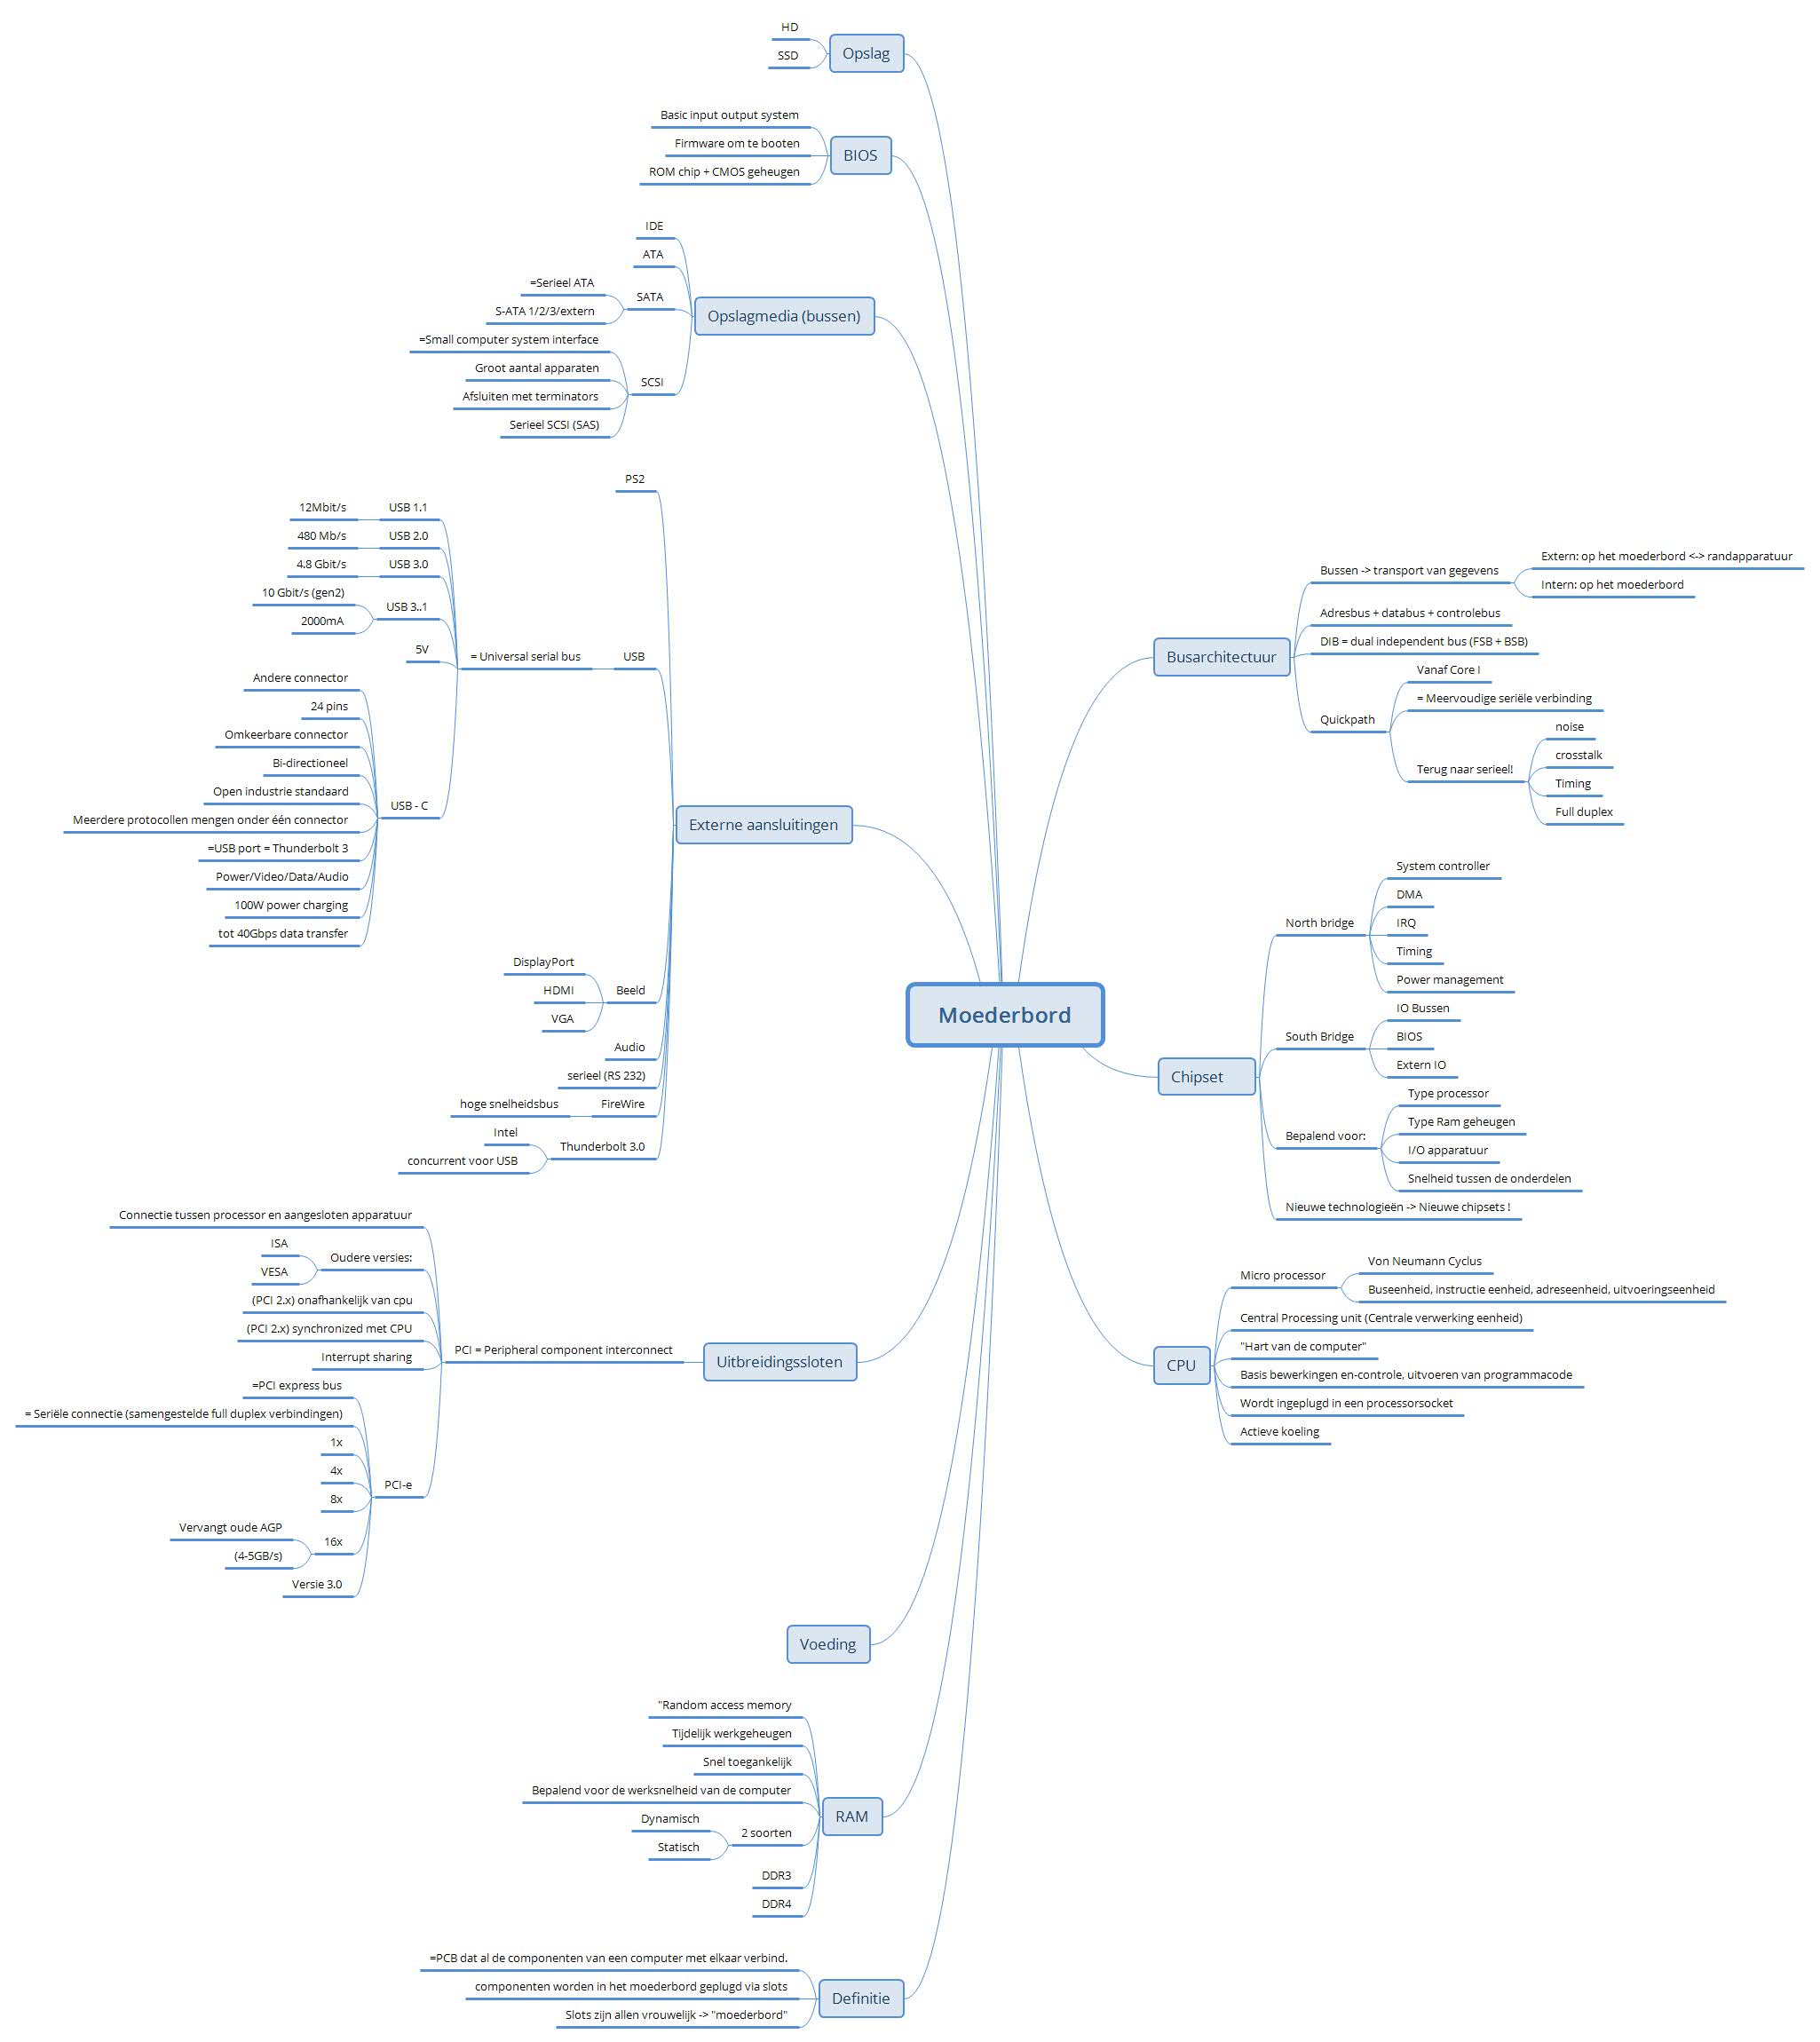 Moederbord
Opslag
HD
SSD
BIOS
Basic input output system
Firmware om te booten
ROM chip + CMOS geheugen
Opslagmedia (bussen)
IDE
ATA
SATA
=Serieel ATA
S-ATA 1/2/3/extern
SCSI
=Small computer system interface
Groot aantal apparaten
Afsluiten met terminators
Serieel SCSI (SAS)
Externe aansluitingen
PS2
USB
= Universal serial bus
USB 1.1
12Mbit/s
USB 2.0
480 Mb/s
USB 3.0
4.8 Gbit/s
USB 3..1
10 Gbit/s (gen2)
2000mA
5V
USB - C
Andere connector
24 pins
Omkeerbare connector
Bi-directioneel
Open industrie standaard
Meerdere protocollen mengen onder één connector
=USB port = Thunderbolt 3
Power/Video/Data/Audio
100W power charging
tot 40Gbps data transfer
Beeld
DisplayPort
HDMI
VGA
Audio
serieel (RS 232)
FireWire
hoge snelheidsbus
Thunderbolt 3.0
Intel
concurrent voor USB
Uitbreidingssloten
PCI = Peripheral component interconnect
Connectie tussen processor en aangesloten apparatuur
Oudere versies:
ISA
VESA
(PCI 2.x) onafhankelijk van cpu
(PCI 2.x) synchronized met CPU
Interrupt sharing
PCI-e
=PCI express bus
= Seriële connectie (samengestelde full duplex verbindingen)
1x
4x
8x
16x
Vervangt oude AGP
(4-5GB/s)
Versie 3.0
Voeding
RAM
"Random access memory
Tijdelijk werkgeheugen
Snel toegankelijk
Bepalend voor de werksnelheid van de computer
2 soorten
Dynamisch
Statisch
DDR3
DDR4
Definitie
=PCB dat al de componenten van een computer met elkaar verbind.
componenten worden in het moederbord geplugd via slots
Slots zijn allen vrouwelijk -> "moederbord"
Busarchitectuur
Bussen -> transport van gegevens
Extern: op het moederbord <-> randapparatuur
Intern: op het moederbord
Adresbus + databus + controlebus
DIB = dual independent bus (FSB + BSB)
Quickpath
Vanaf Core I
= Meervoudige seriële verbinding
Terug naar serieel!
noise
crosstalk
Timing
Full duplex
Chipset
North bridge
System controller
DMA
IRQ
Timing
Power management
South Bridge
IO Bussen
BIOS
Extern IO
Bepalend voor:
Type processor
Type Ram geheugen
I/O apparatuur
Snelheid tussen de onderdelen
Nieuwe technologieën -> Nieuwe chipsets !
CPU
Micro processor
Von Neumann Cyclus
Buseenheid, instructie eenheid, adreseenheid, uitvoeringseenheid
Central Processing unit (Centrale verwerking eenheid)
"Hart van de computer"
Basis bewerkingen en-controle, uitvoeren van programmacode
Wordt ingeplugd in een processorsocket
Actieve koeling